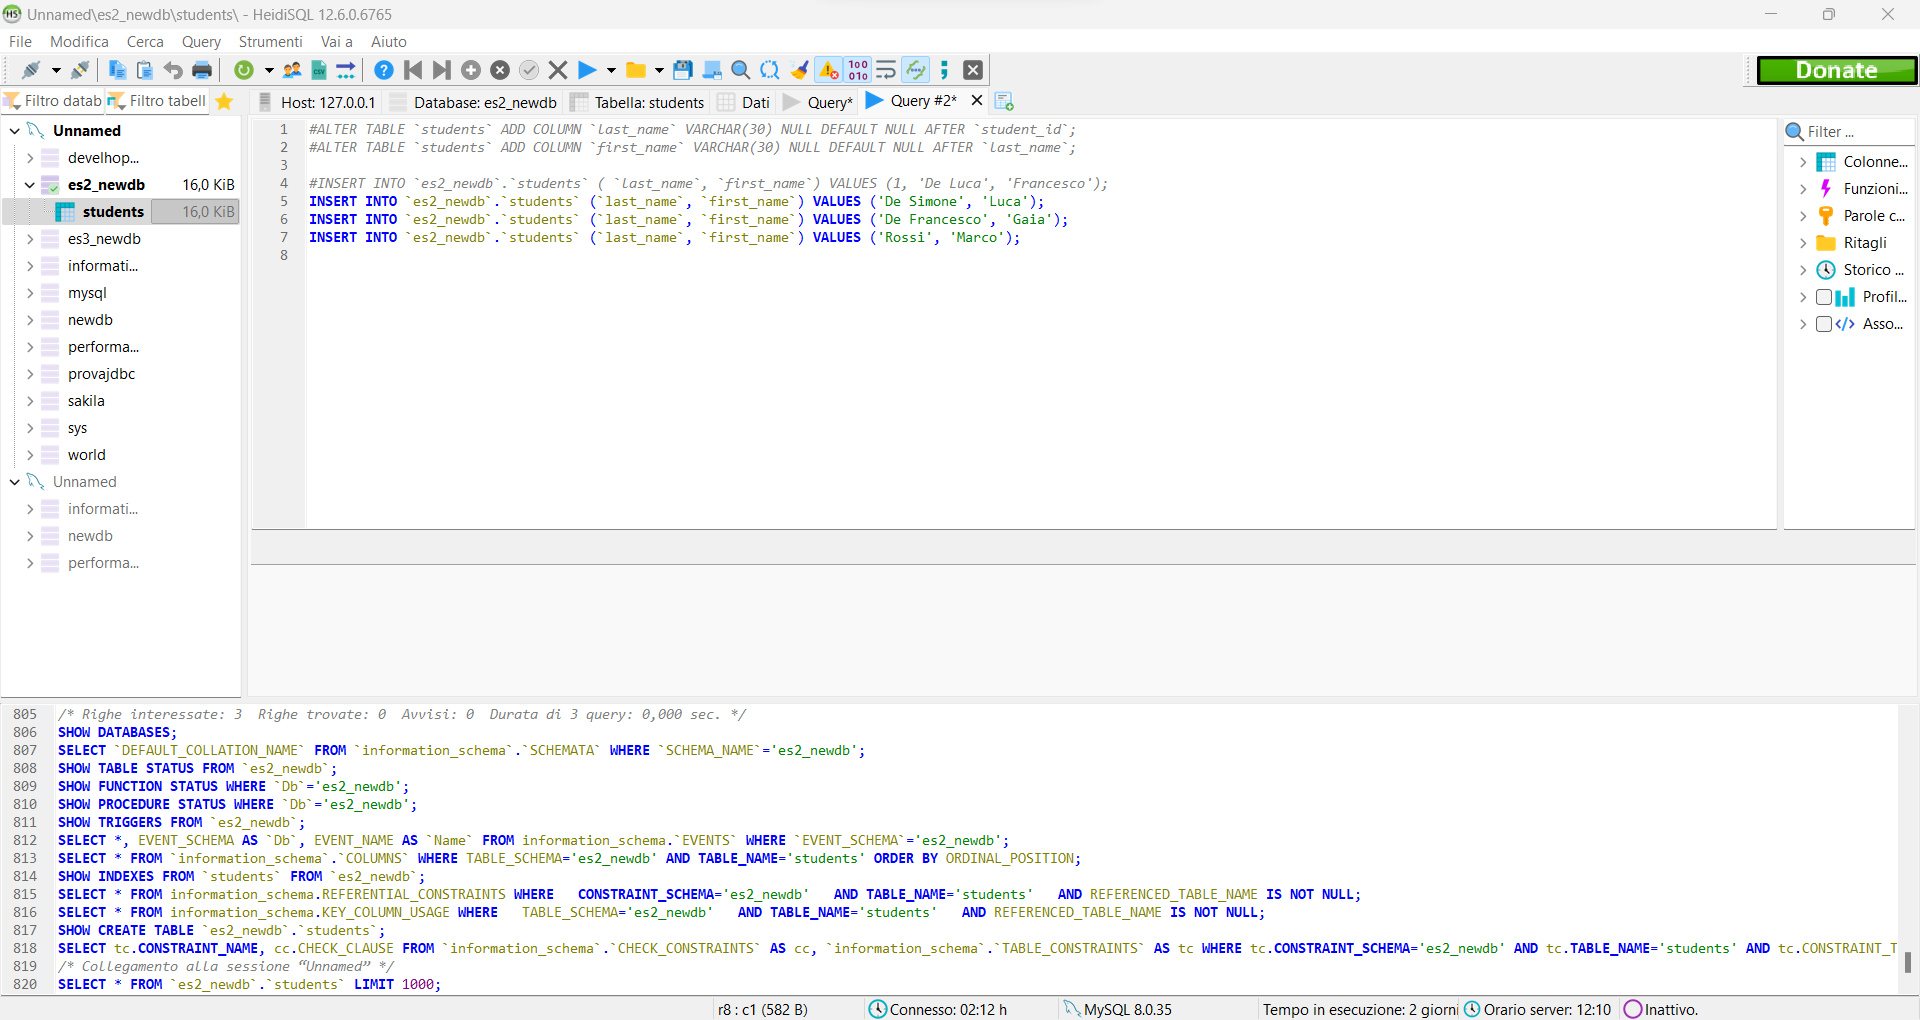 Unnamed\es2_newdb\students\ - HeidiSQL 12.6.0.6765
File Modifica Cerca Query Strumenti Vai a Aiuto
Donate
Filtro datab Filtro tabell Host: 127.0.0.1 Database: es2_newdb Tabella: students Dati Query* Query #2*
Unnamed
develhop...
es2_newdb 16,0 KiB
students 16,0 KiB
es3_newdb
informati...
mysql
newdb
performa...
provajdbc
sakila
sys
world
Unnamed
informati...
newdb
performa...
1 #ALTER TABLE `students` ADD COLUMN `last_name` VARCHAR(30) NULL DEFAULT NULL AFTER `student_id`;
2 #ALTER TABLE `students` ADD COLUMN `first_name` VARCHAR(30) NULL DEFAULT NULL AFTER `last_name`;
3
4 #INSERT INTO `es2_newdb`.`students` ( `last_name`, `first_name`) VALUES (1, 'De Luca', 'Francesco');
5 INSERT INTO `es2_newdb`.`students` (`last_name`, `first_name`) VALUES ('De Simone', 'Luca');
6 INSERT INTO `es2_newdb`.`students` (`last_name`, `first_name`) VALUES ('De Francesco', 'Gaia');
7 INSERT INTO `es2_newdb`.`students` (`last_name`, `first_name`) VALUES ('Rossi', 'Marco');
8
Filter ...
Colonne...
Funzioni...
Parole c...
Ritagli
Storico ...
Profil...
Asso...
805 /* Righe interessate: 3  Righe trovate: 0  Avvisi: 0  Durata di 3 query: 0,000 sec. */
806 SHOW DATABASES;
807 SELECT `DEFAULT_COLLATION_NAME` FROM `information_schema`.`SCHEMATA` WHERE `SCHEMA_NAME`='es2_newdb';
808 SHOW TABLE STATUS FROM `es2_newdb`;
809 SHOW FUNCTION STATUS WHERE `Db`='es2_newdb';
810 SHOW PROCEDURE STATUS WHERE `Db`='es2_newdb';
811 SHOW TRIGGERS FROM `es2_newdb`;
812 SELECT *, EVENT_SCHEMA AS `Db`, EVENT_NAME AS `Name` FROM information_schema.`EVENTS` WHERE `EVENT_SCHEMA`='es2_newdb';
813 SELECT * FROM `information_schema`.`COLUMNS` WHERE TABLE_SCHEMA='es2_newdb' AND TABLE_NAME='students' ORDER BY ORDINAL_POSITION;
814 SHOW INDEXES FROM `students` FROM `es2_newdb`;
815 SELECT * FROM information_schema.REFERENTIAL_CONSTRAINTS WHERE   CONSTRAINT_SCHEMA='es2_newdb'   AND TABLE_NAME='students'   AND REFERENCED_TABLE_NAME IS NOT NULL;
816 SELECT * FROM information_schema.KEY_COLUMN_USAGE WHERE   TABLE_SCHEMA='es2_newdb'   AND TABLE_NAME='students'   AND REFERENCED_TABLE_NAME IS NOT NULL;
817 SHOW CREATE TABLE `es2_newdb`.`students`;
818 SELECT tc.CONSTRAINT_NAME, cc.CHECK_CLAUSE FROM `information_schema`.`CHECK_CONSTRAINTS` AS cc, `information_schema`.`TABLE_CONSTRAINTS` AS tc WHERE tc.CONSTRAINT_SCHEMA='es2_newdb' AND tc.TABLE_NAME='students' AND tc.CONSTRAINT_T
819 /* Collegamento alla sessione “Unnamed” */
820 SELECT * FROM `es2_newdb`.`students` LIMIT 1000;
r8 : c1 (582 B) Connesso: 02:12 h MySQL 8.0.35 Tempo in esecuzione: 2 giorni Orario server: 12:10 Inattivo.